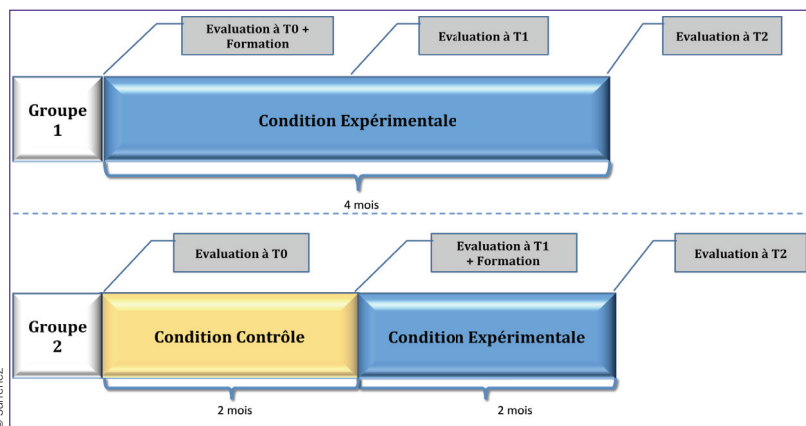 Evaluation à T0 +
Formation
Evaluation à T1
Evaluation à T2
Groupe
1
Condition Expérimentale
4 mois
Evaluation à T0
Evaluation à T1
+ Formation
Evaluation à T2
Groupe
2
Condition Contrôle
Condition Expérimentale
2 mois
2 mois